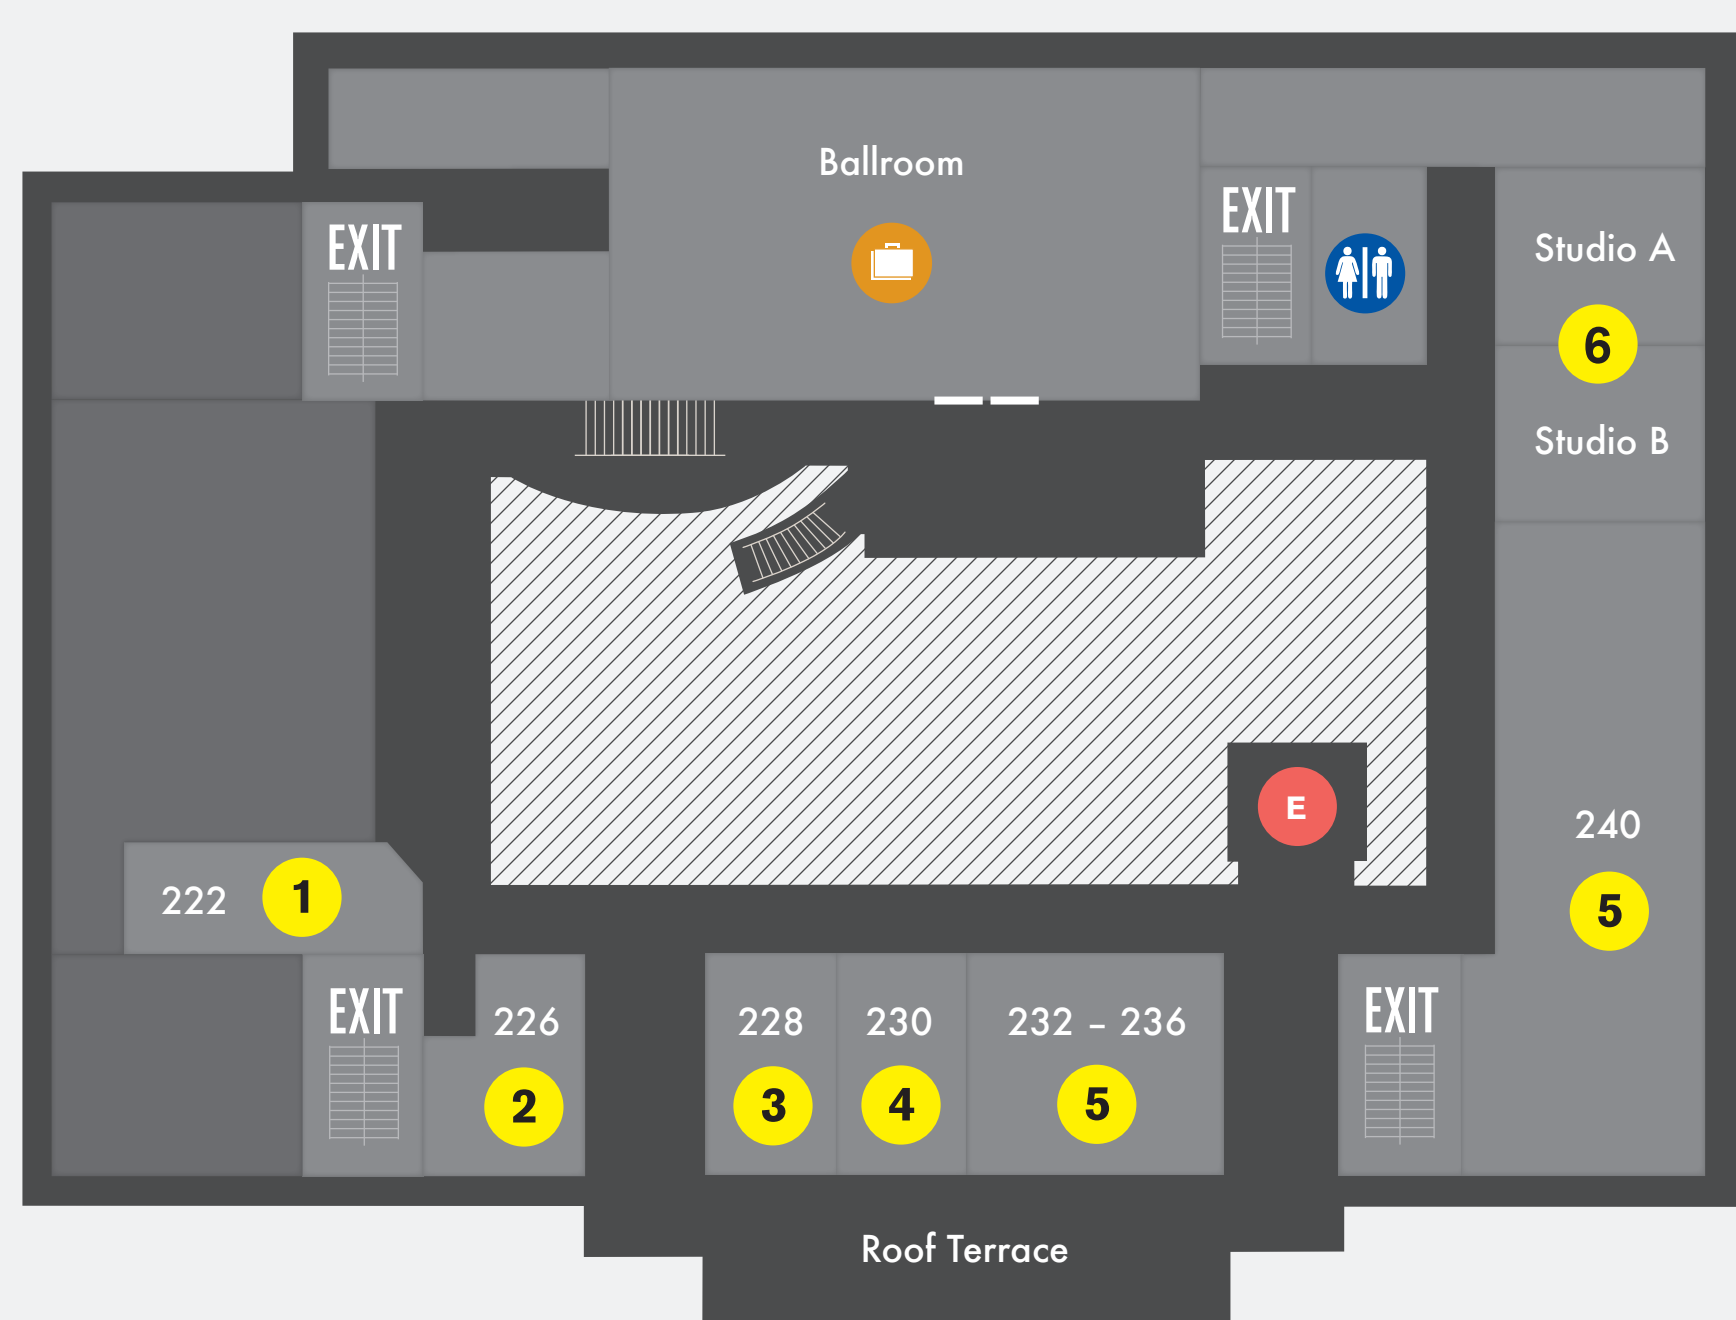 Ballroom
EXIT
EXIT
Studio A
6
Studio B
E
240
5
222 1
EXIT
226
2
228
3
230
4
232 – 236
5
EXIT
Roof Terrace